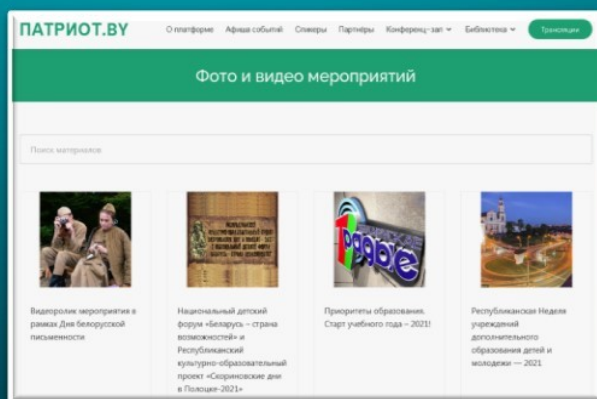 ПАТРИОТ.BY
О платформе Афиша событий Спикеры Партнёры Конференц-зал Библиотека Трансляции
Фото и видео мероприятий
Поиск материалов
Видеоролик мероприятия в
рамках Дня белорусской
письменности
Национальный детский
форум «Беларусь – страна
возможностей» и
Республиканский
культурно-образовательный
проект «Скориновские дни
в Полоцке-2021»
1 радыё
Приоритеты образования.
Старт учебного года – 2021!
Республиканская Неделя
учреждений
дополнительного
образования детей и
молодежи — 2021